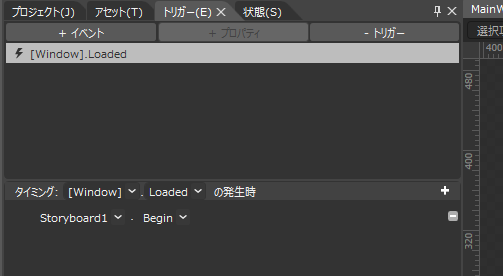 プロジェクト(J) アセット(T) トリガー(E) × 状態(S) MainW
+ イベント + プロパティ - トリガー 選択項
[Window].Loaded
400
480
400
320
タイミング: [Window] . Loaded の発生時 +
Storyboard1 . Begin